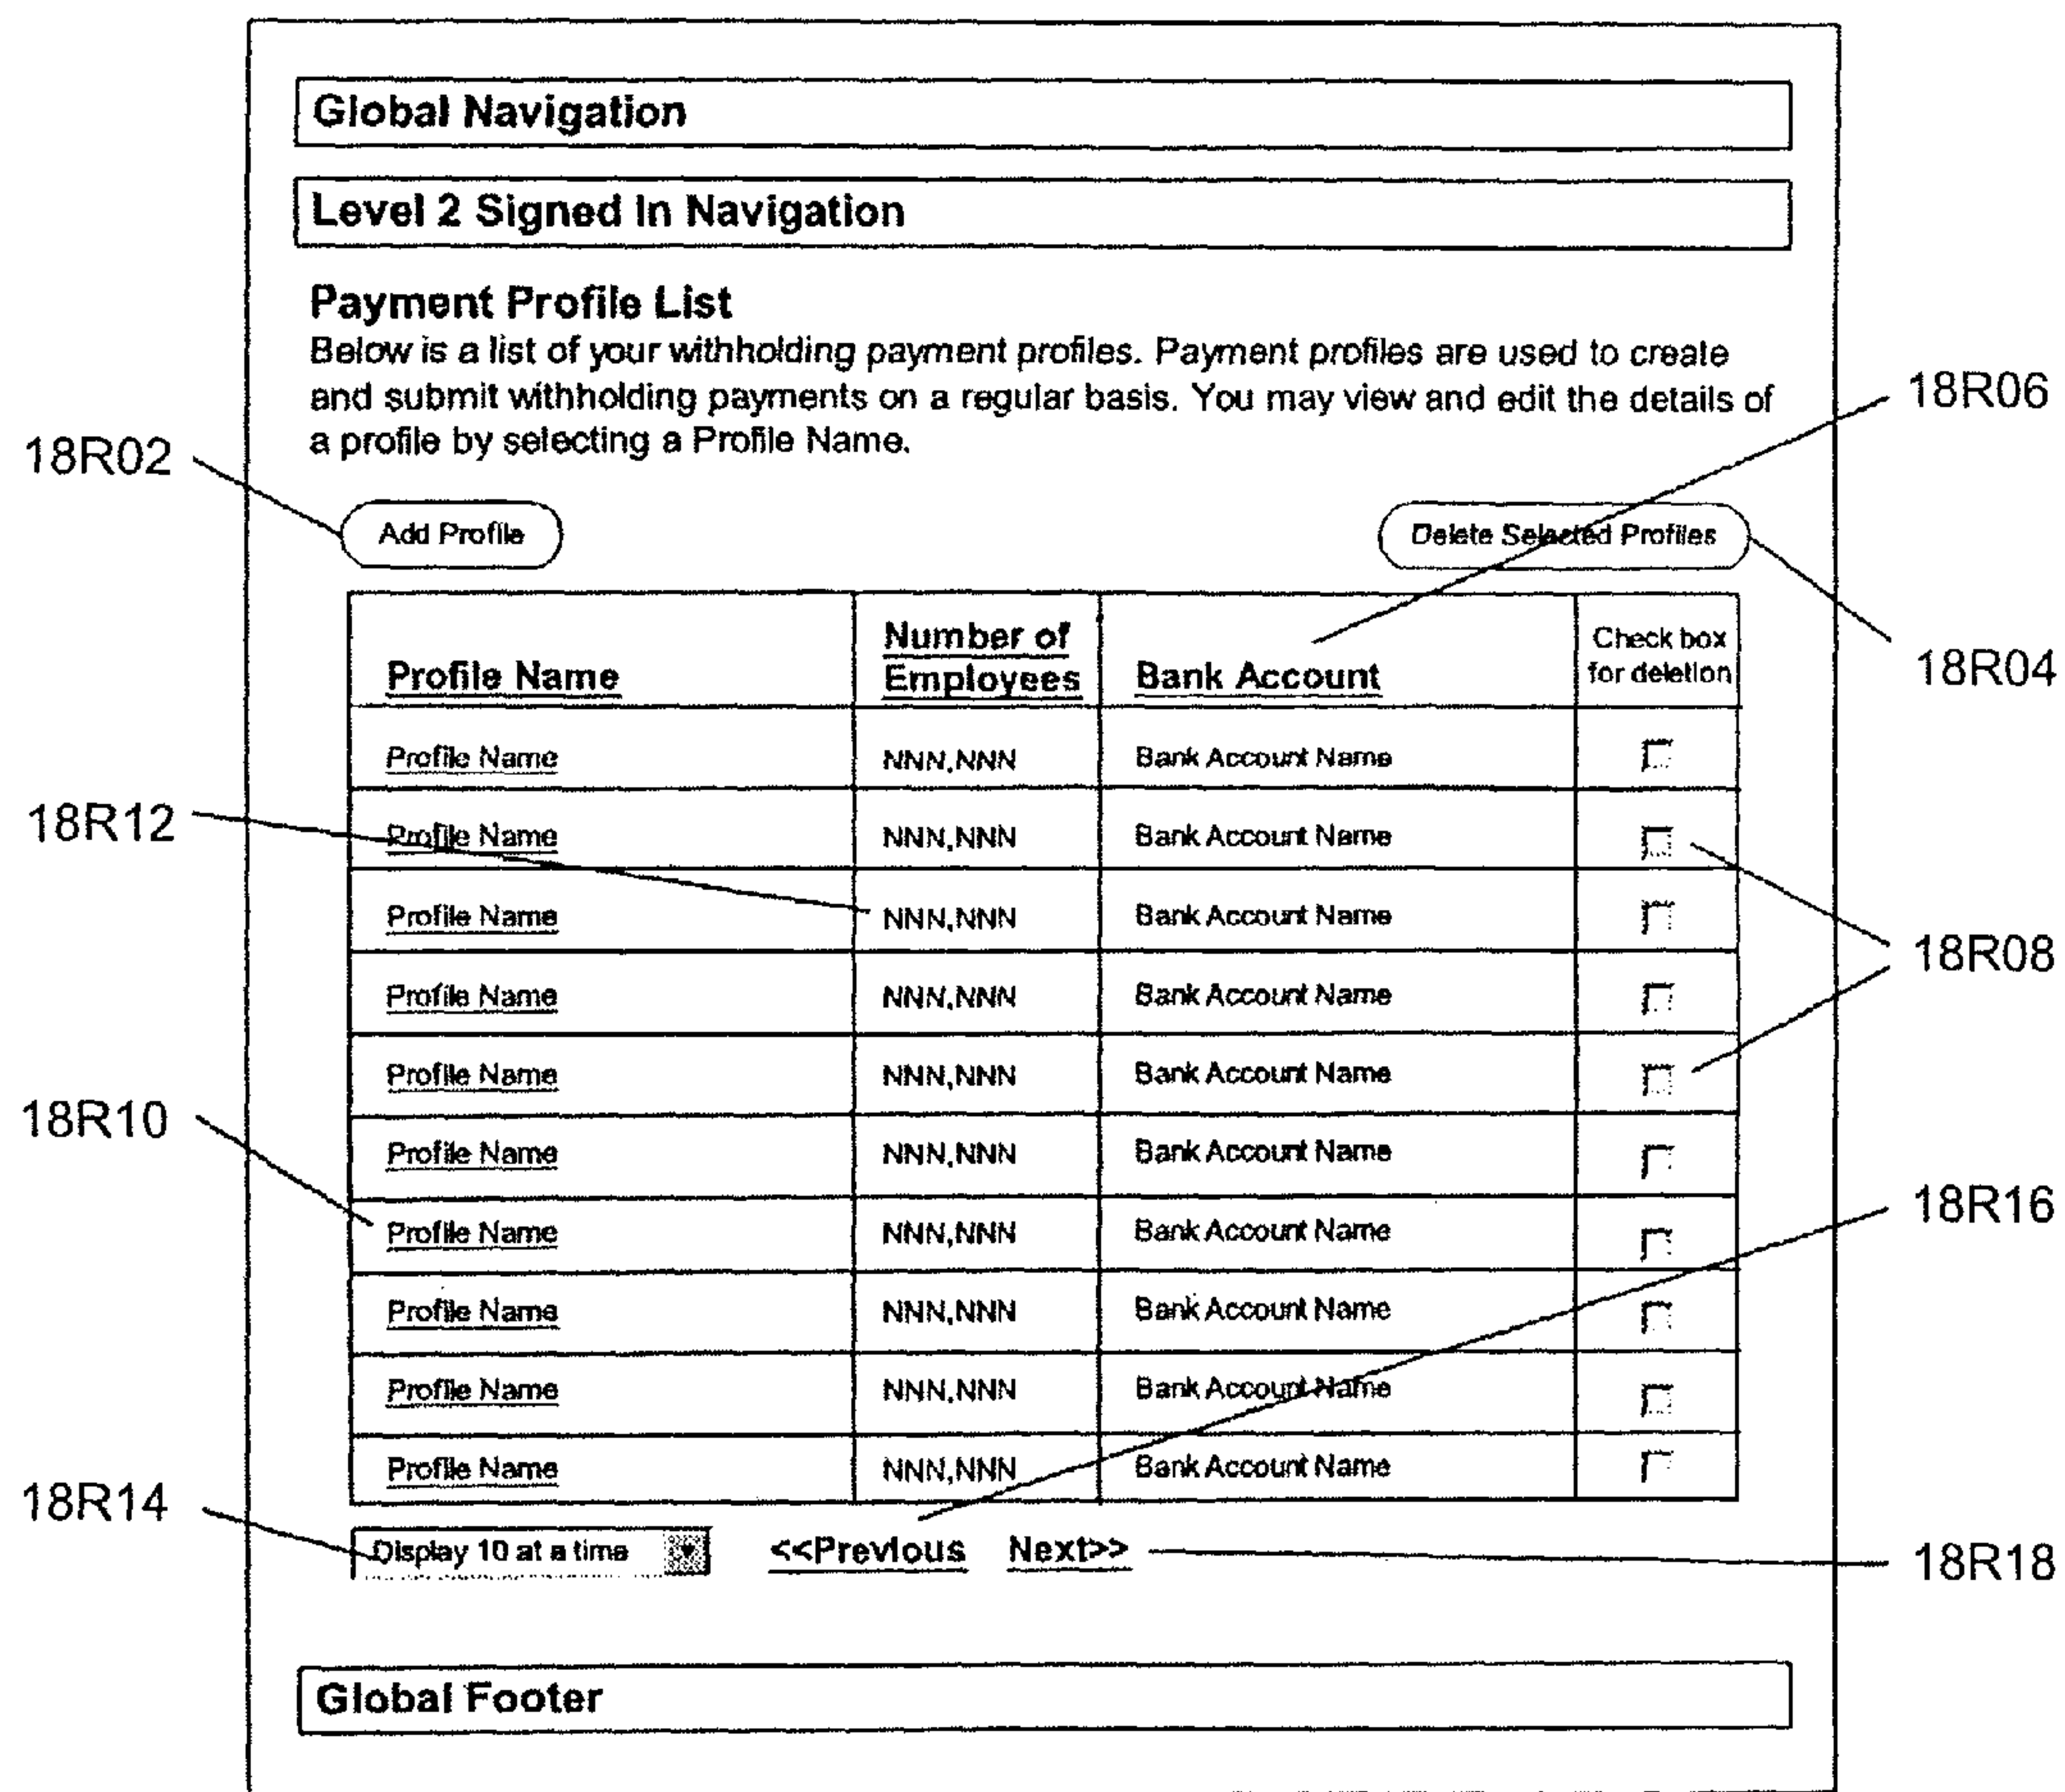 Global Navigation
Level 2 Signed In Navigation
Payment Profile List
Below is a list of your withholding payment profiles. Payment profiles are used to create
and submit withholding payments on a regular basis. You may view and edit the details of
a profile by selecting a Profile Name.
18R06
18R02
Add Profile
Delete Selected Profiles
18R04
Profile Name
Number of
Employees
Bank Account
Check box
for deletion
Profile Name NNN,NNN Bank Account Name
18R12
Profile Name NNN,NNN Bank Account Name
Profile Name NNN,NNN Bank Account Name
18R08
Profile Name NNN,NNN Bank Account Name
Profile Name NNN,NNN Bank Account Name
18R10
Profile Name NNN,NNN Bank Account Name
18R16
Profile Name NNN,NNN Bank Account Name
Profile Name NNN,NNN Bank Account Name
Profile Name NNN,NNN Bank Account Name
Profile Name NNN,NNN Bank Account Name
18R14
Display 10 at a time
<<Previous Next>>
18R18
Global Footer